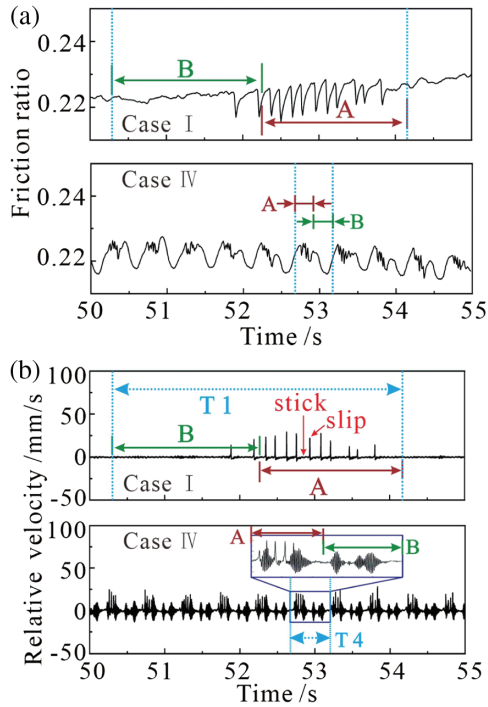 (a)
0.24
0.22
B
A
Case I
Friction ratio
Case IV
0.24
0.22
A
B
50 51 52 53 54 55
Time /s
(b)
100
50
0
-50
T 1
B
stick
slip
A
Case I
Relative velocity /mm/s
Case IV
100
50
0
-50
A
B
T 4
50 51 52 53 54 55
Time /s